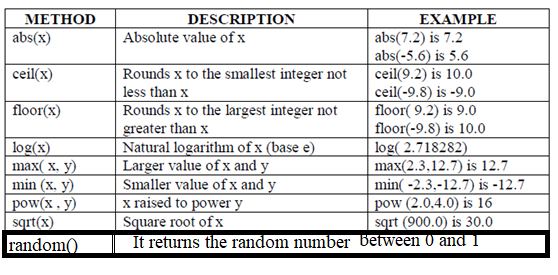 METHOD DESCRIPTION EXAMPLE
abs(x) Absolute value of x abs(7.2) is 7.2
abs(-5.6) is 5.6
ceil(x) Rounds x to the smallest integer not ceil(9.2) is 10.0
less than x ceil(-9.8) is -9.0
floor(x) Rounds x to the largest integer not floor( 9.2) is 9.0
greater than x floor(-9.8) is 10.0
log(x) Natural logarithm of x (base e) log( 2.718282)
max( x, y) Larger value of x and y max(2.3,12.7) is 12.7
min (x, y) Smaller value of x and y min( -2.3,-12.7) is -12.7
pow(x , y) x raised to power y pow (2.0,4.0) is 16
sqrt(x) Square root of x sqrt (900.0) is 30.0
random() It returns the random number between 0 and 1